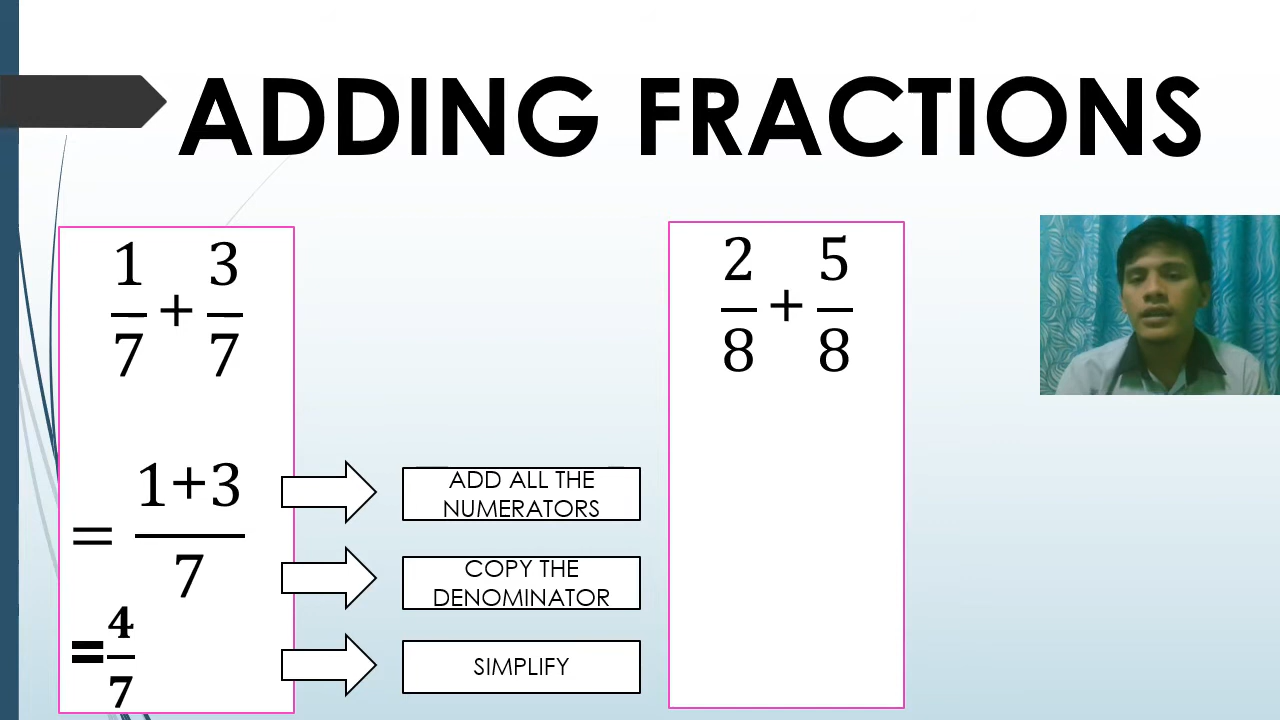 ADDING FRACTIONS
1/7 + 3/7
= 1+3/7
=4/7
ADD ALL THE
NUMERATORS
COPY THE
DENOMINATOR
SIMPLIFY
2/8 + 5/8